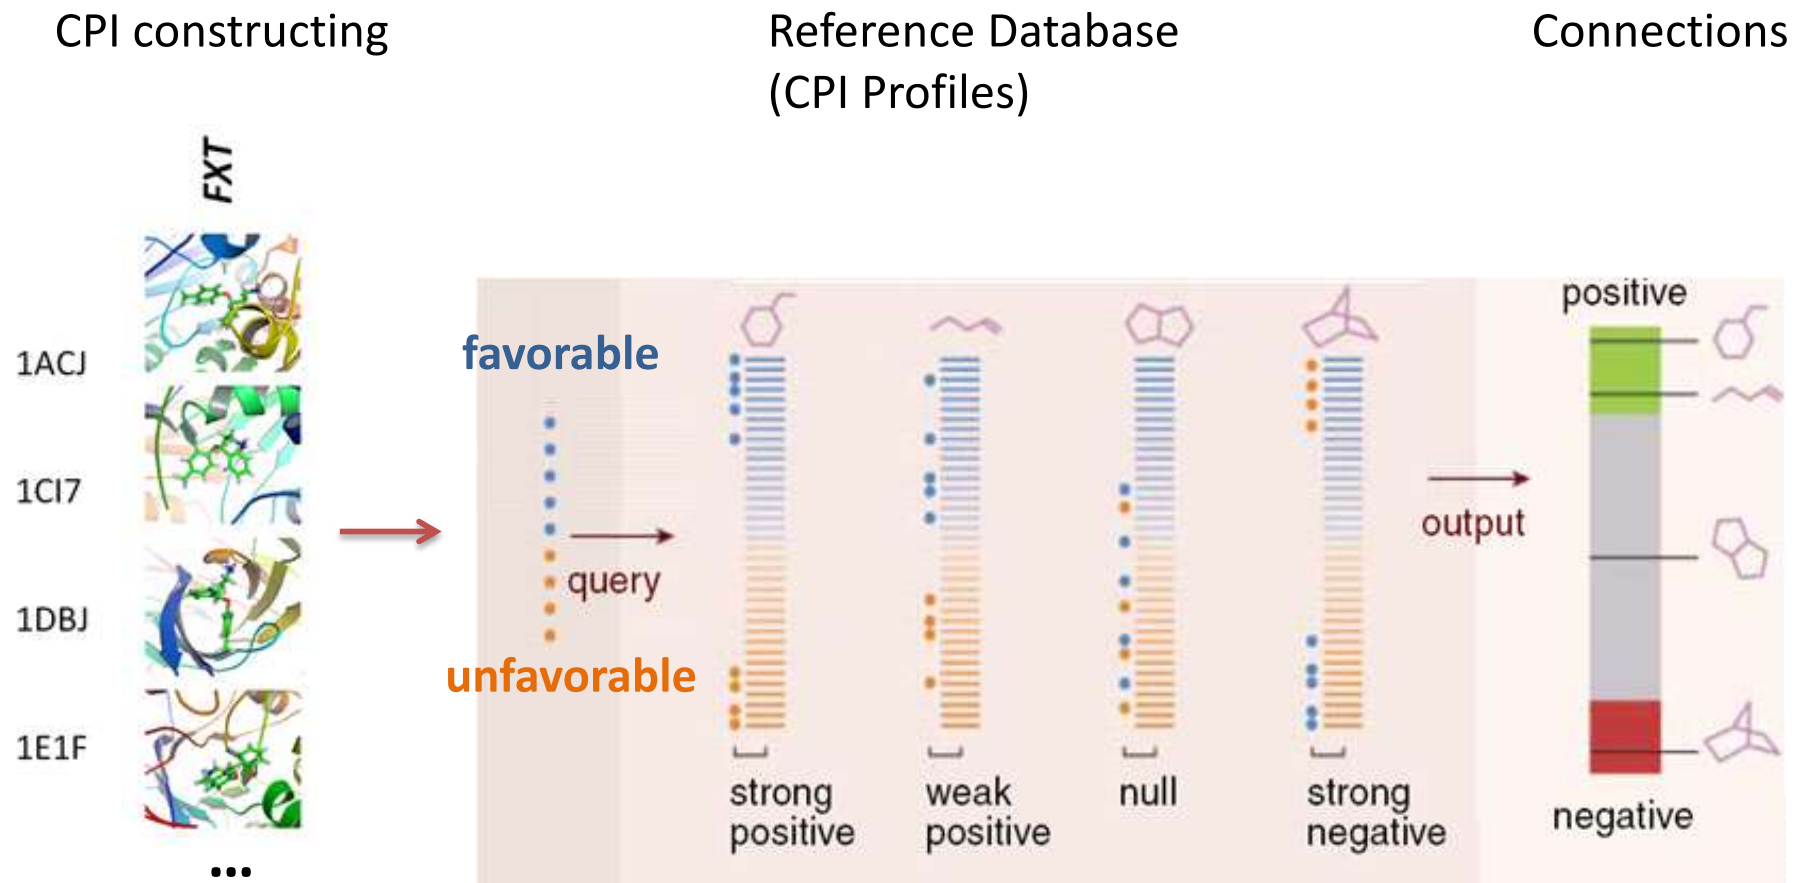 CPI constructing
Reference Database
(CPI Profiles)
Connections
FXT
1ACJ
1CI7
1DBJ
1E1F
...
favorable
query
unfavorable
strong
positive
weak
positive
null
strong
negative
output
positive
negative